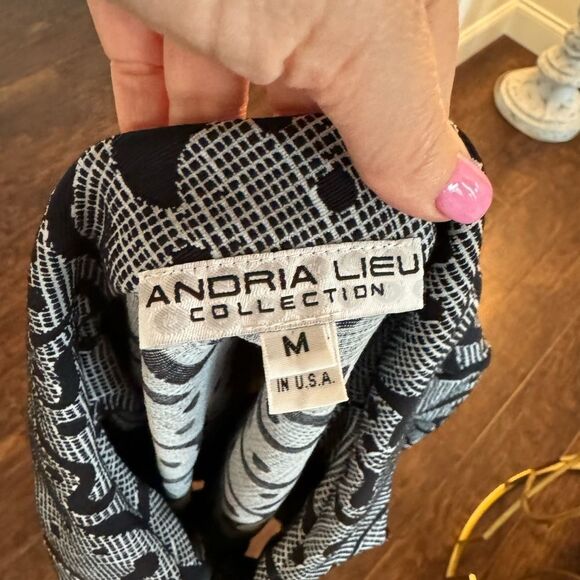 ANDRIA LIEU
COLLECTION
M
IN U.S.A.